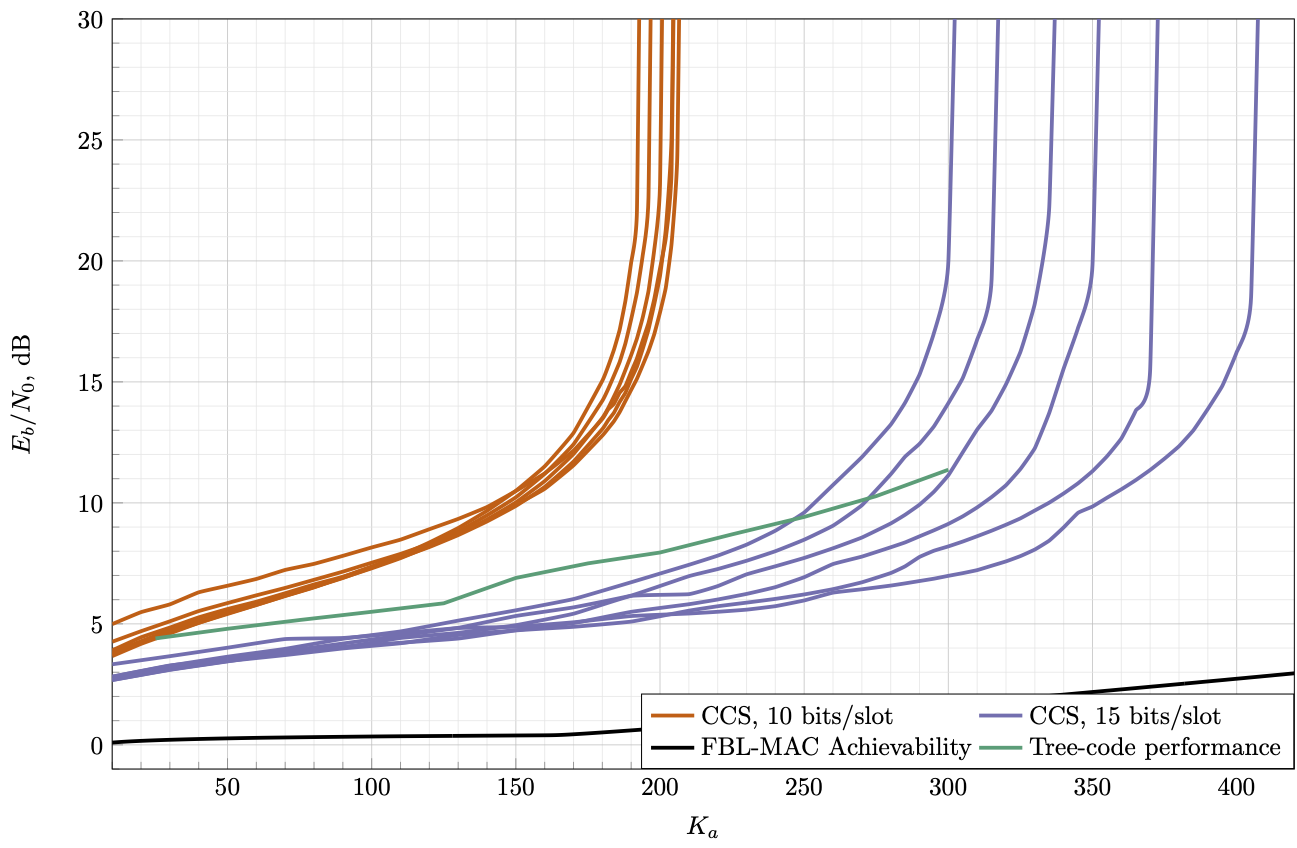 30
25
20
15
10
5
0
E_b/N_0, dB
50 100 150 200 250 300 350 400
K_a
CCS, 10 bits/slot CCS, 15 bits/slot
FBL-MAC Achievability Tree-code performance